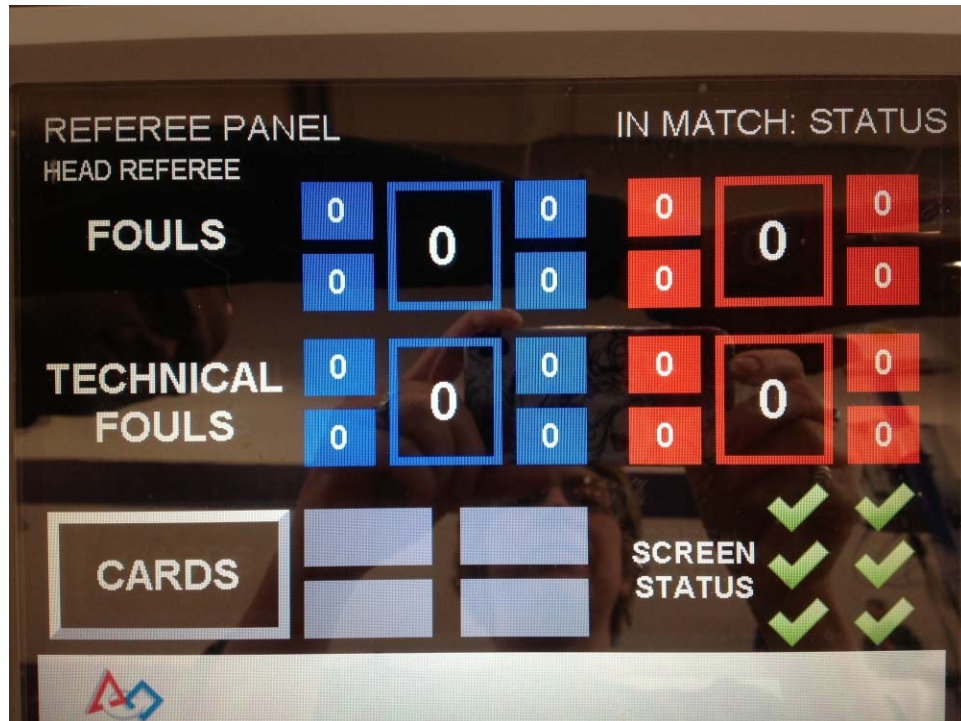 REFEREE PANEL
IN MATCH: STATUS
HEAD REFEREE
FOULS
0 0 0 0 0 0
0 0 0 0
TECHNICAL
FOULS
0 0 0 0 0 0
0 0 0 0
CARDS
SCREEN
STATUS